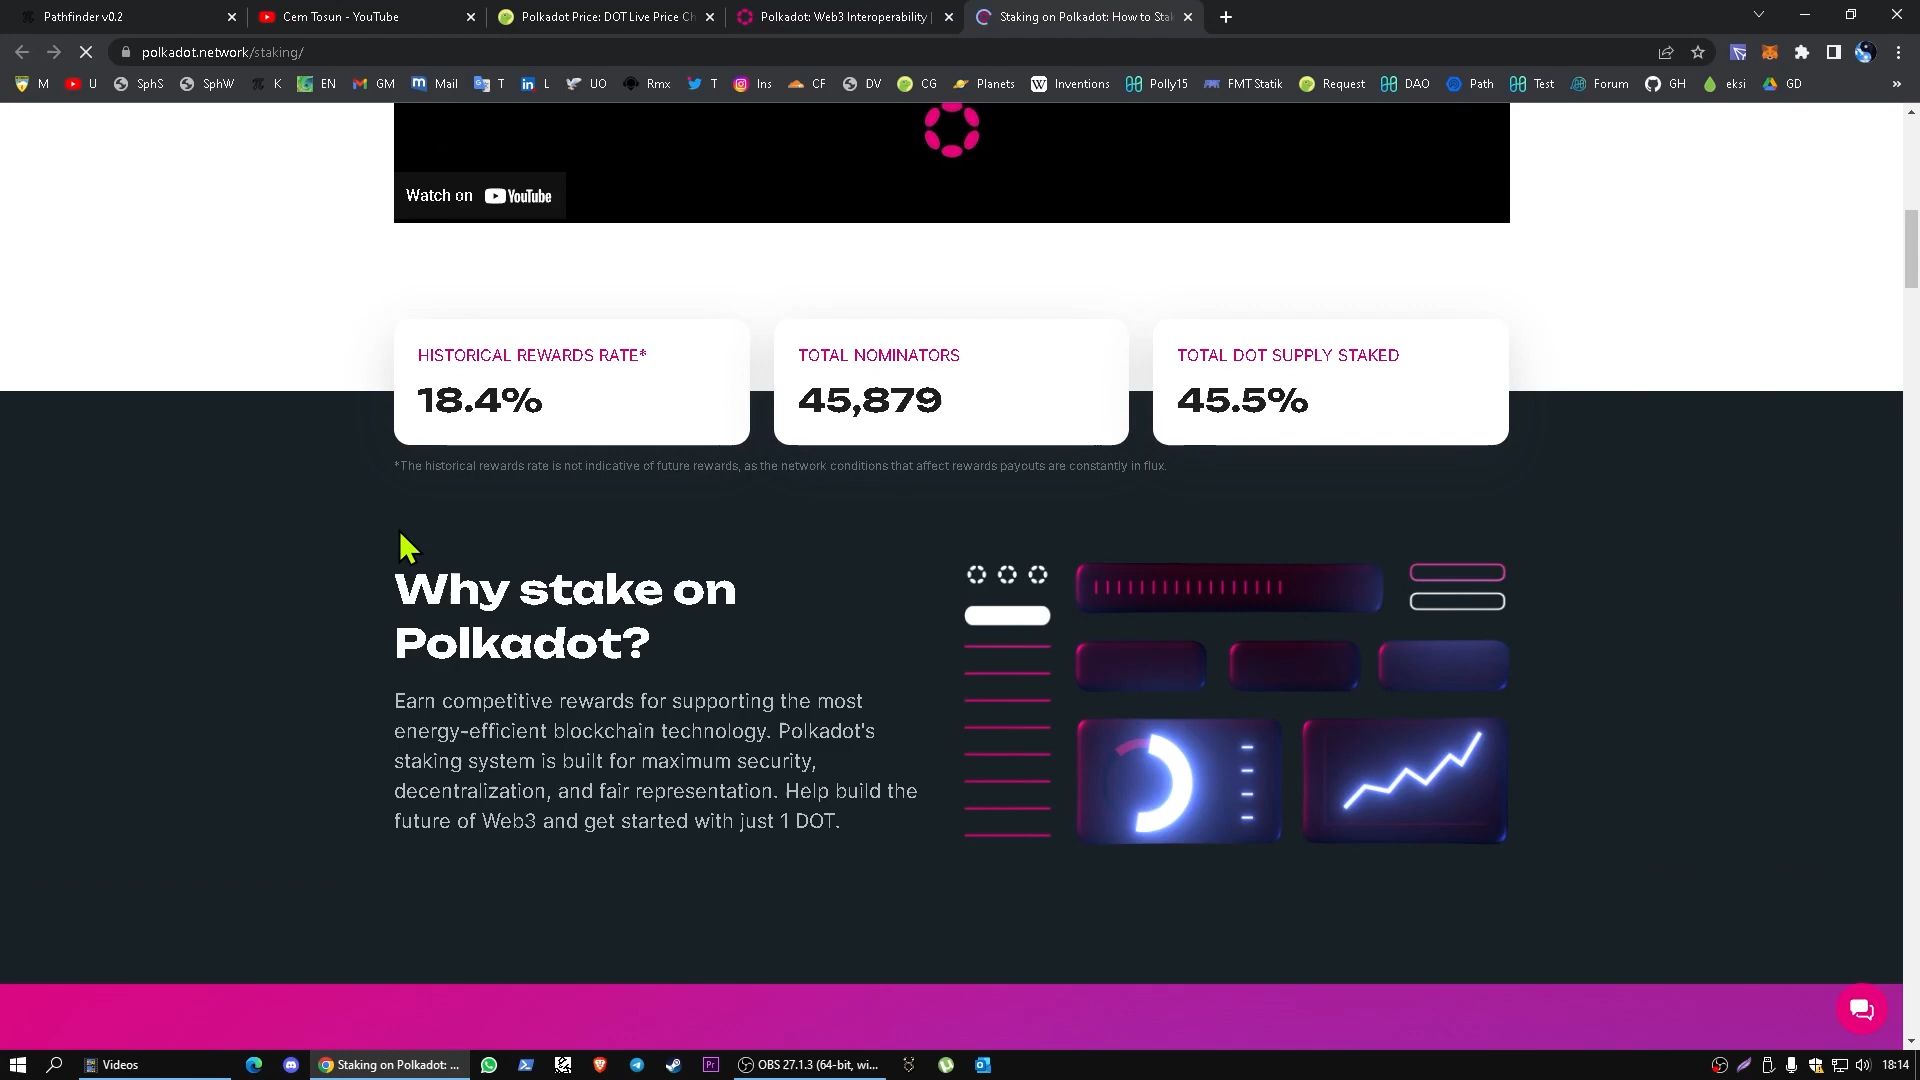 Pathfinder v0.2
Cem Tosun - YouTube
Polkadot Price: DOT Live Price Ch
Polkadot: Web3 Interoperability |
Staking on Polkadot: How to Stak
polkadot.network/staking/
M U SphS SphW K EN GM Mail T L UO Rmx T Ins CF DV CG Planets Inventions Polly15 FMT Statik Request DAO Path Test Forum GH eksi GD »
Watch on YouTube
HISTORICAL REWARDS RATE*
18.4%
TOTAL NOMINATORS
45,879
TOTAL DOT SUPPLY STAKED
45.5%
*The historical rewards rate is not indicative of future rewards, as the network conditions that affect rewards payouts are constantly in flux.
Why stake on
Polkadot?
Earn competitive rewards for supporting the most
energy-efficient blockchain technology. Polkadot's
staking system is built for maximum security,
decentralization, and fair representation. Help build the
future of Web3 and get started with just 1 DOT.
Videos
Staking on Polkadot: ...
Pr
OBS 27.1.3 (64-bit, wi...
18:14